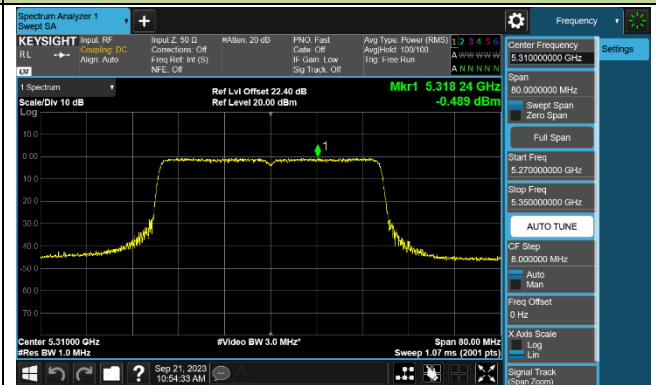 Spectrum Analyzer 1
Swept SA
Frequency
KEYSIGHT
RL
LXI
Input: RF
Coupling: DC
Align: Auto
Input Z: 50 Ω
Corrections: Off
Freq Ref: Int (S)
NFE: Off
#Atten: 20 dB
PNO: Fast
Gate: Off
IF Gain: Low
Sig Track: Off
Avg Type: Power (RMS)
Avg|Hold: 100/100
Trig: Free Run
1 2 3 4 5 6
A W W W W W
A N N N N N
1 Spectrum
Scale/Div 10 dB
Log
Ref Lvl Offset 22.40 dB
Ref Level 20.00 dBm
Mkr1 5.318 24 GHz
-0.489 dBm
10.0
0.00
1
10.0
20.0
30.0
40.0
-50.0
60.0
70.0
Center 5.31000 GHz
#Res BW 1.0 MHz
#Video BW 3.0 MHz*
Span 80.00 MHz
Sweep 1.07 ms (2001 pts)
Center Frequency
5.310000000 GHz
Settings
Span
80.0000000 MHz
Swept Span
Zero Span
Full Span
Start Freq
5.270000000 GHz
Stop Freq
5.350000000 GHz
AUTO TUNE
CF Step
8.000000 MHz
Auto
Man
Freq Offset
0 Hz
X Axis Scale
Log
Lin
Signal Track
(Span Zoom)
?
Sep 21, 2023
10:54:33 AM